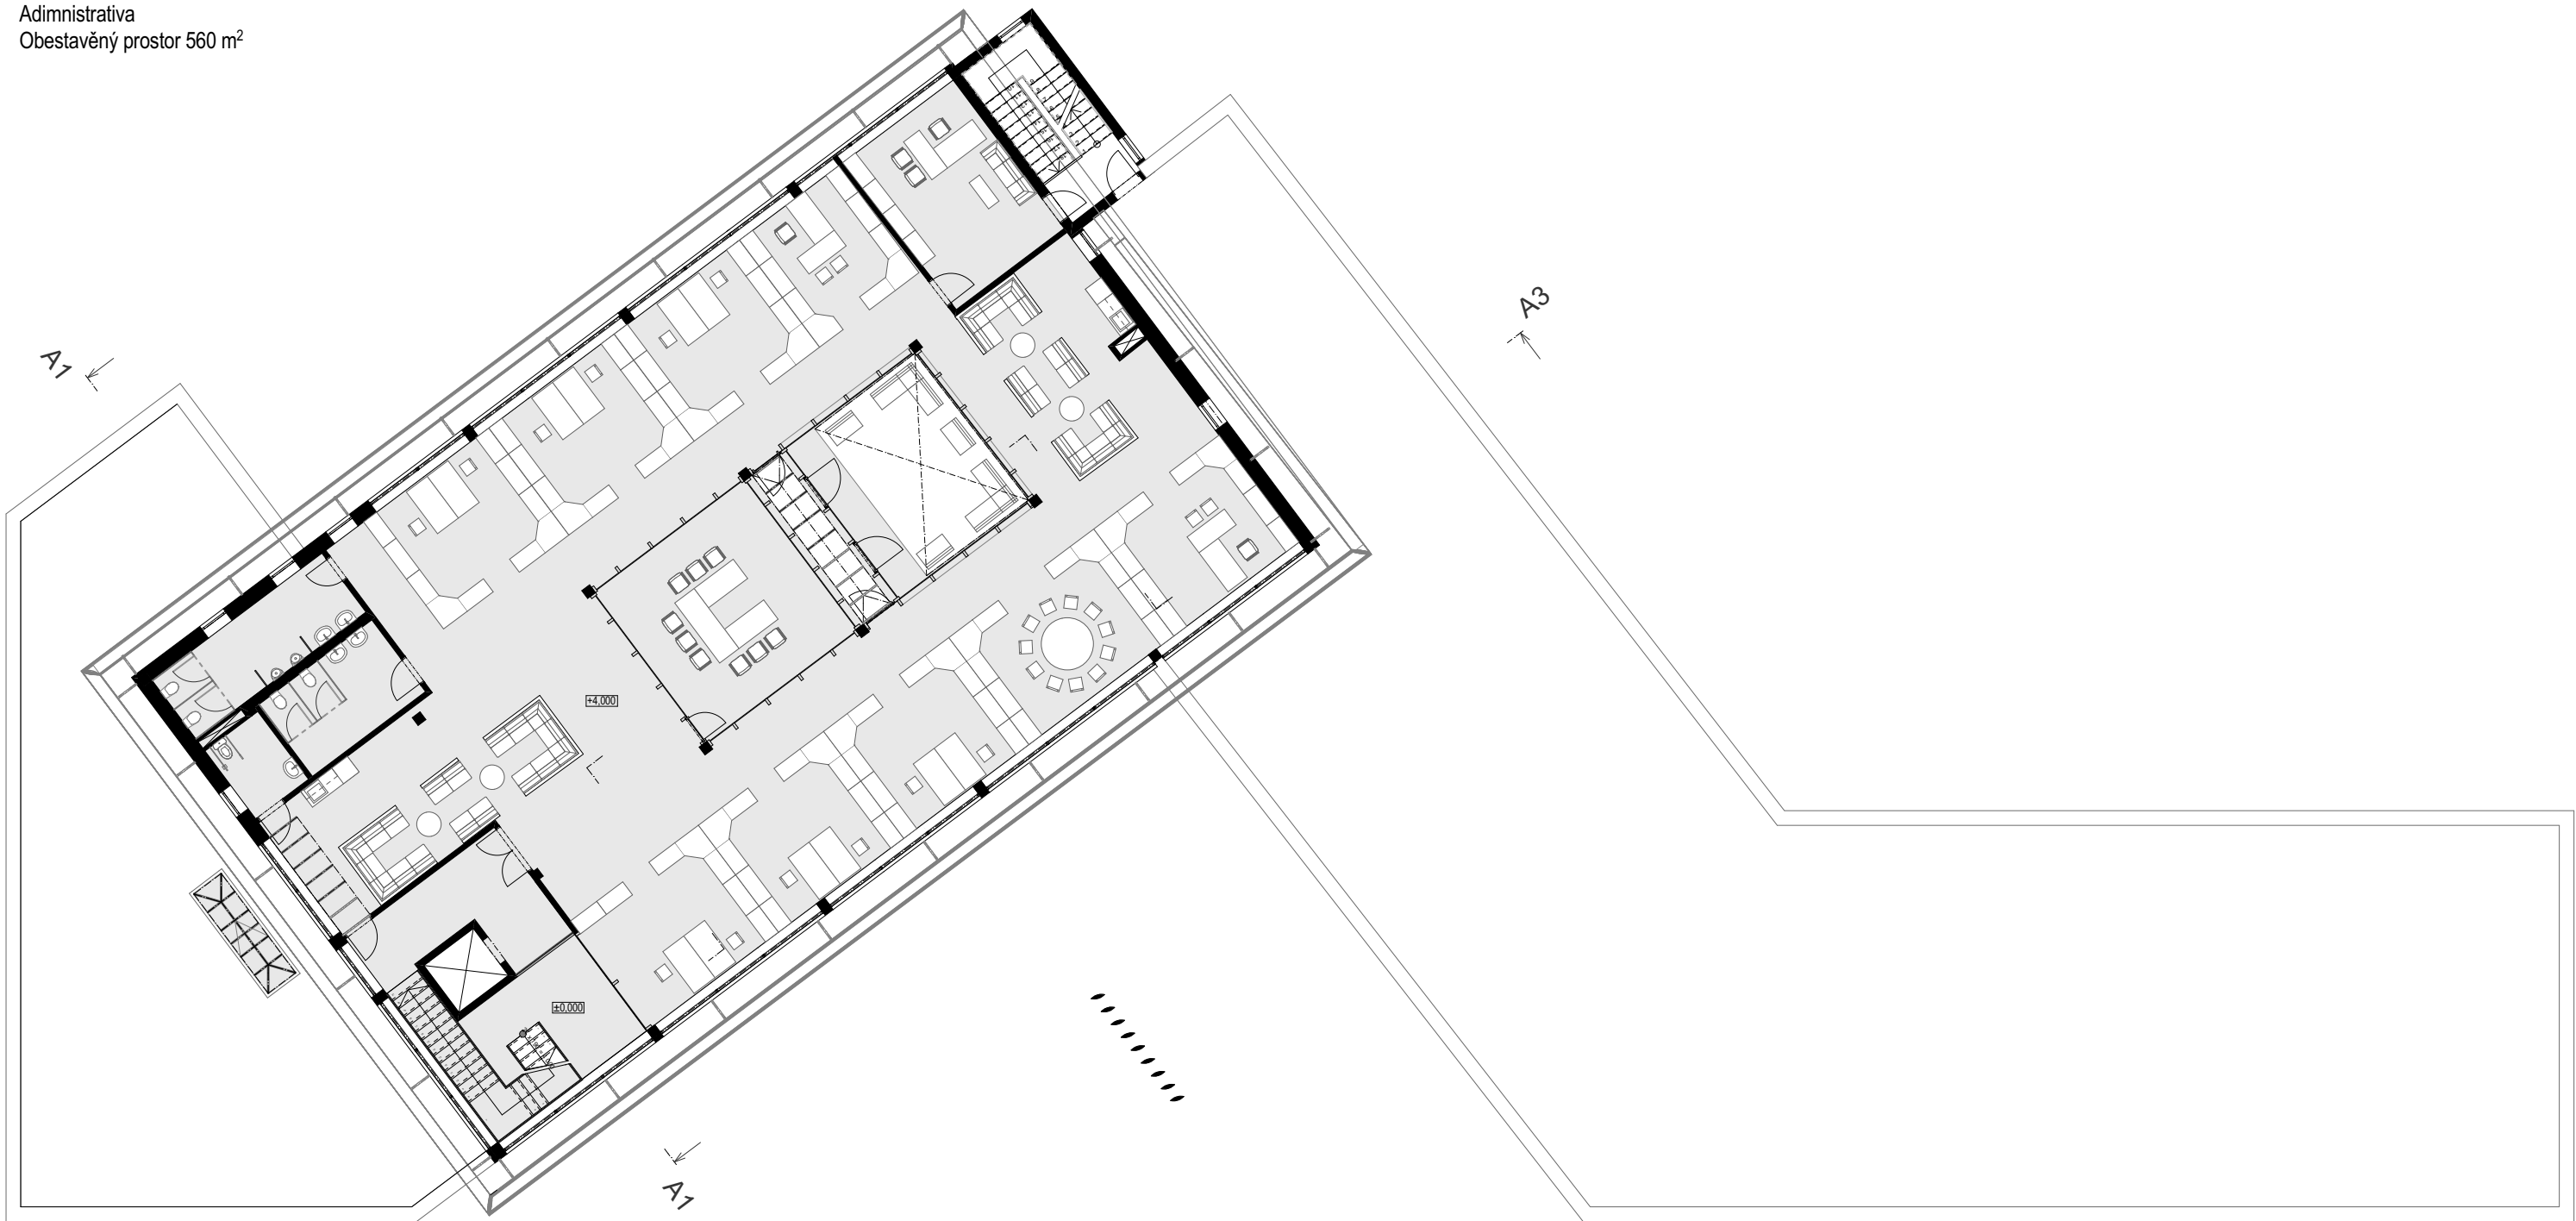 Adimnistrativa
Obestavěný prostor 560 m²
A3
A1
+4,000
±0,000
A1